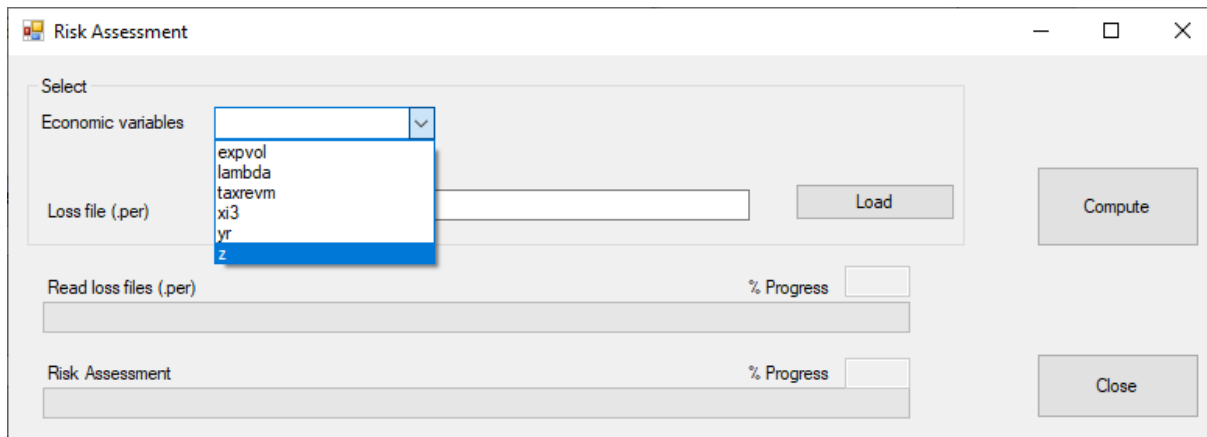 Risk Assessment
Select
Economic variables
expvol
lambda
taxrevm
xi3
yr
z
Loss file (.per)
Load
Compute
Read loss files (.per)
% Progress
Risk Assessment
% Progress
Close